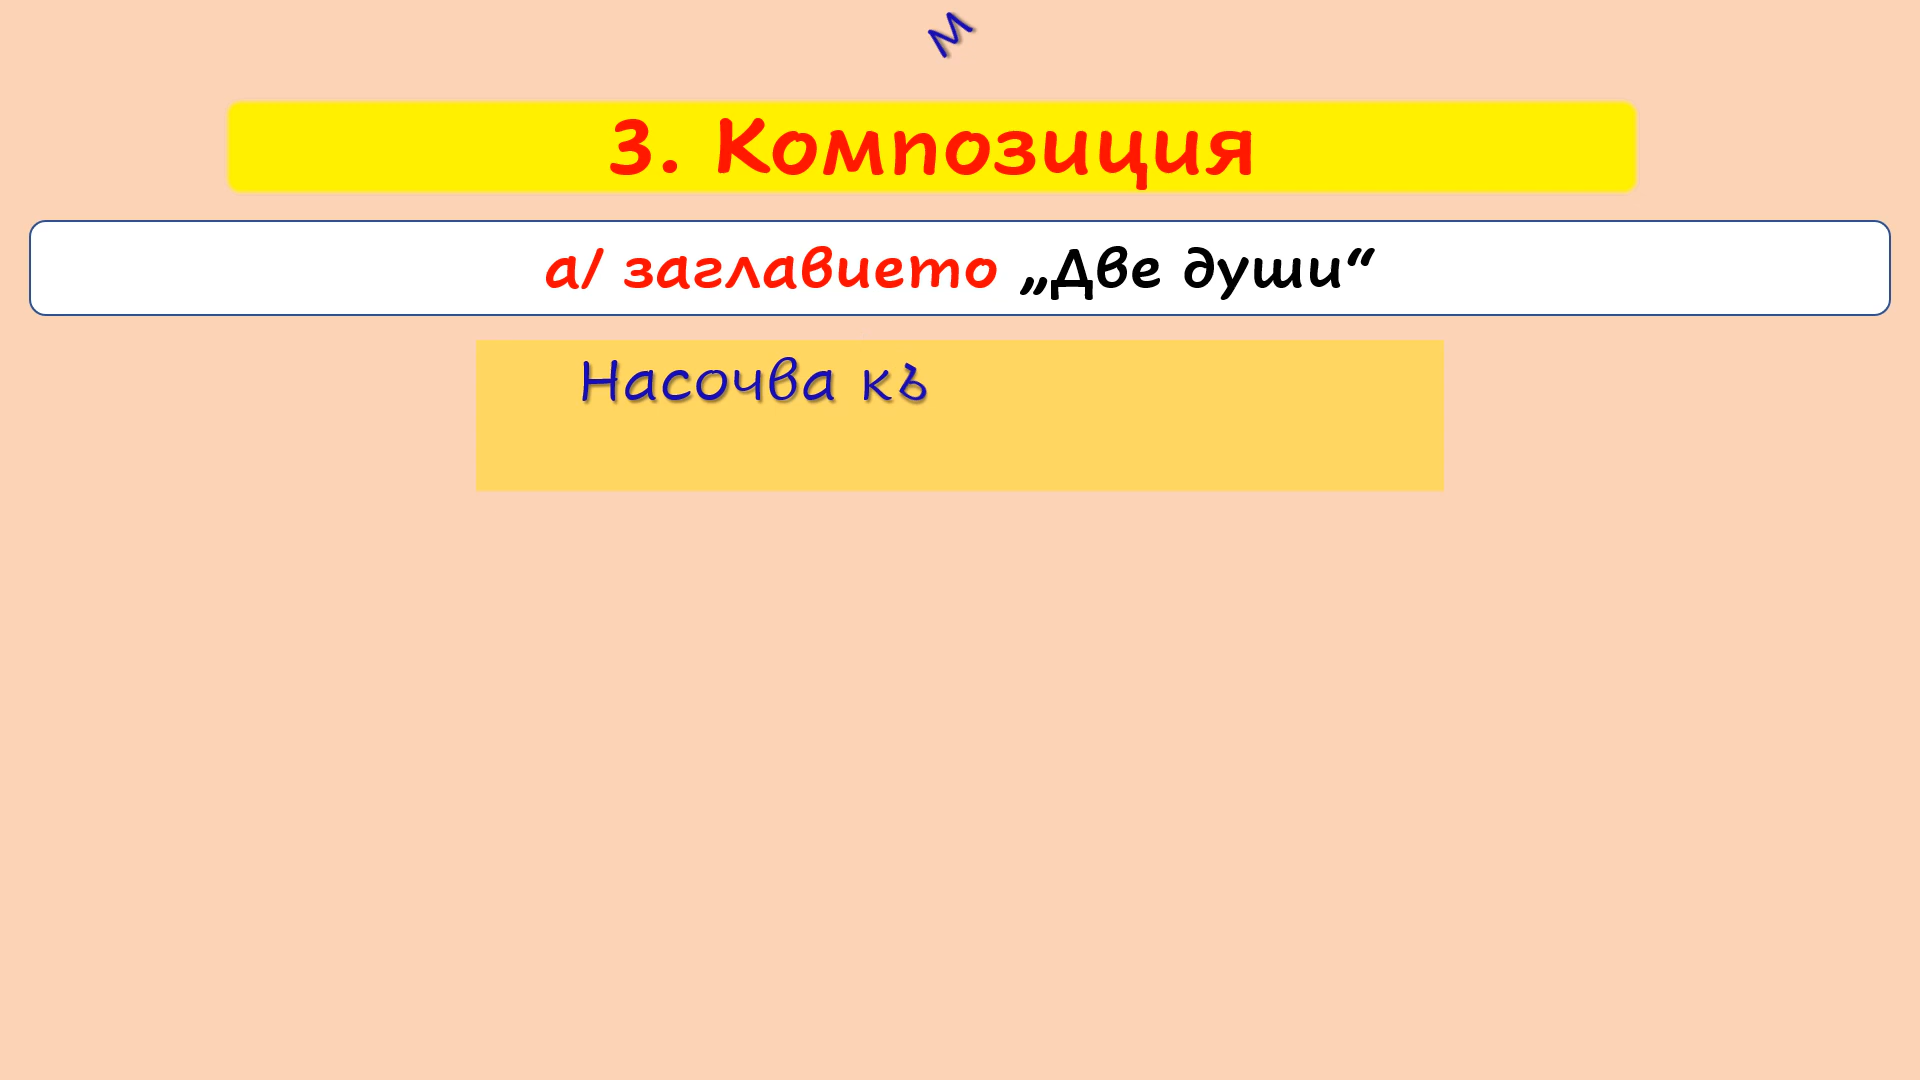 м
3. Композиция
а/ заглавието „Две души“
Насочва къ